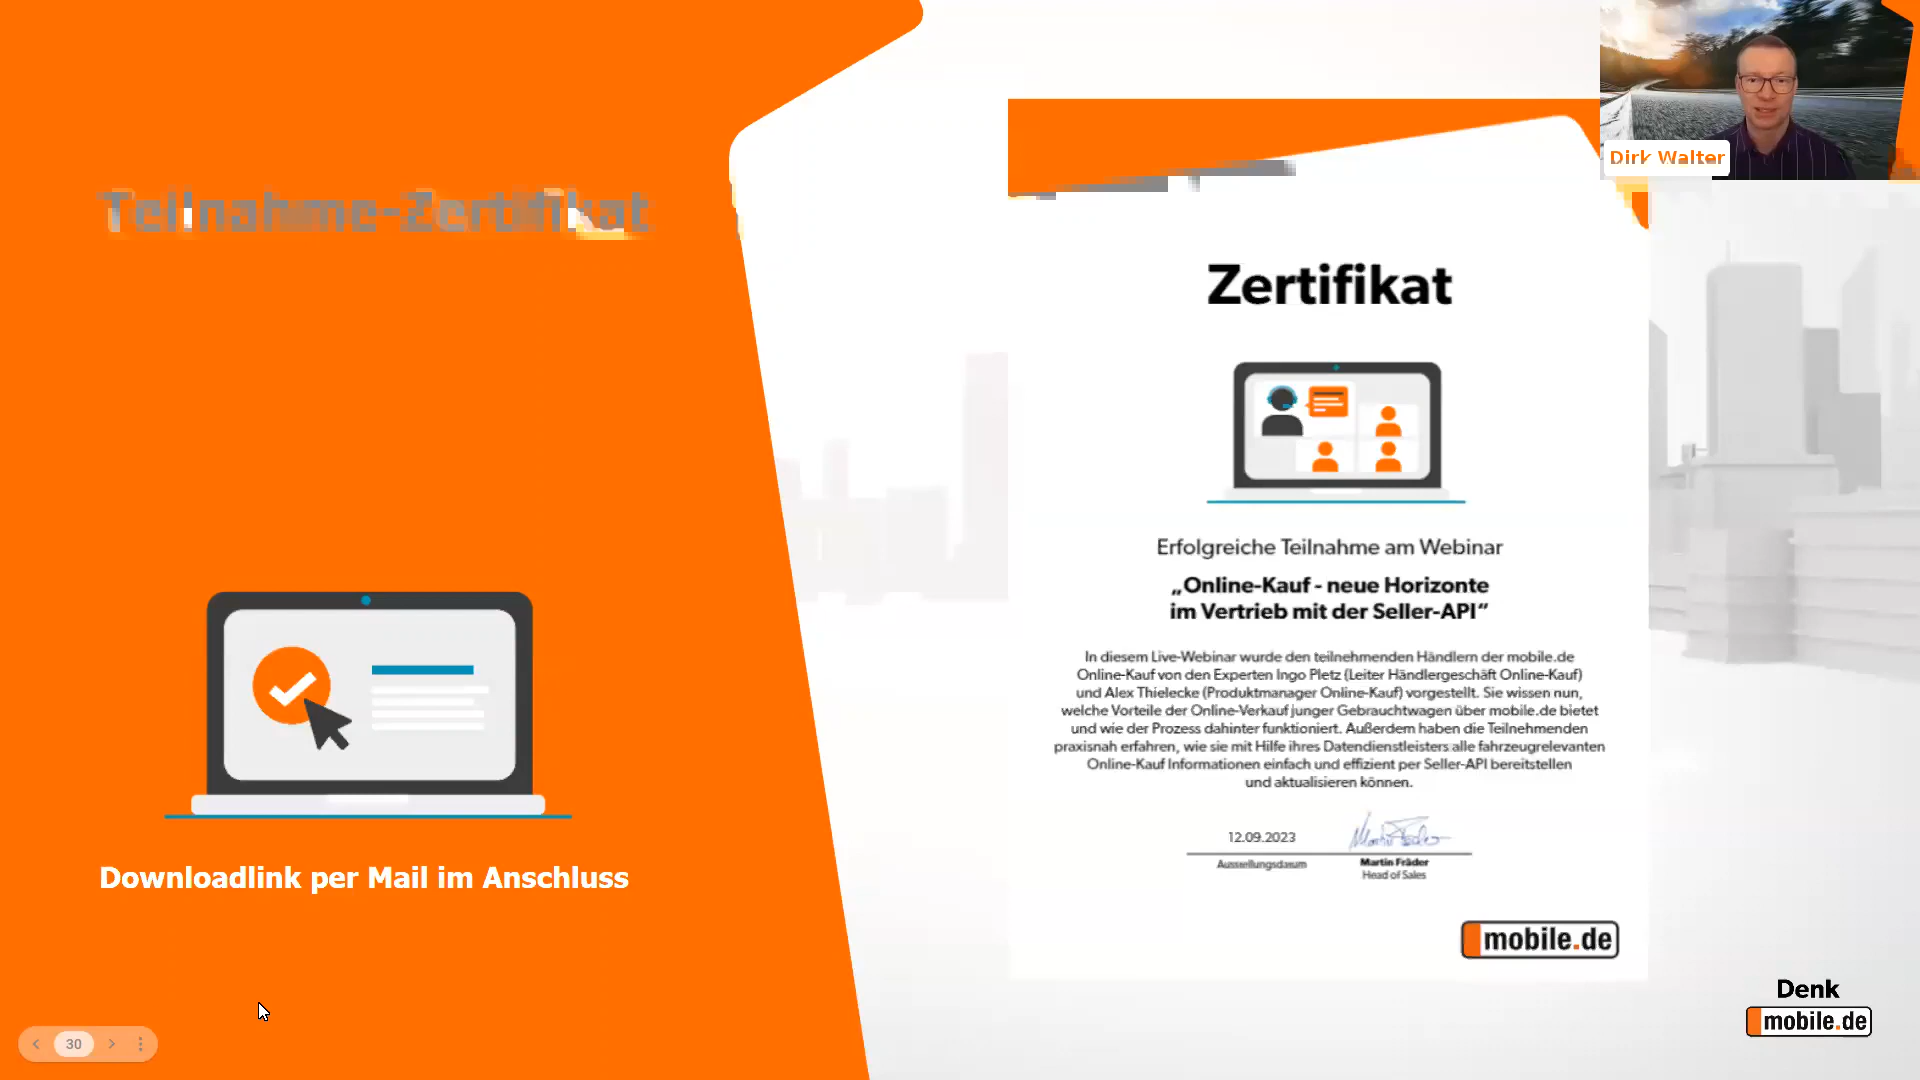 Teilnahme-Zertifikat
Downloadlink per Mail im Anschluss
30
Dirk Walter
Zertifikat
Erfolgreiche Teilnahme am Webinar
„Online-Kauf - neue Horizonte
im Vertrieb mit der Seller-API“
In diesem Live-Webinar wurde den teilnehmenden Händlern der mobile.de
Online-Kauf von den Experten Ingo Pletz (Leiter Händlergeschäft Online-Kauf)
und Alex Thielecke (Produktmanager Online-Kauf) vorgestellt. Sie wissen nun,
welche Vorteile der Online-Verkauf junger Gebrauchtwagen über mobile.de bietet
und wie der Prozess dahinter funktioniert. Außerdem haben die Teilnehmenden
praxisnah erfahren, wie sie mit Hilfe ihres Datendienstleisters alle fahrzeugrelevanten
Online-Kauf Informationen einfach und effizient per Seller-API bereitstellen
und aktualisieren können.
12.09.2023
Ausstellungsdatum
Martin Fräder
Head of Sales
mobile.de
Denk
mobile.de